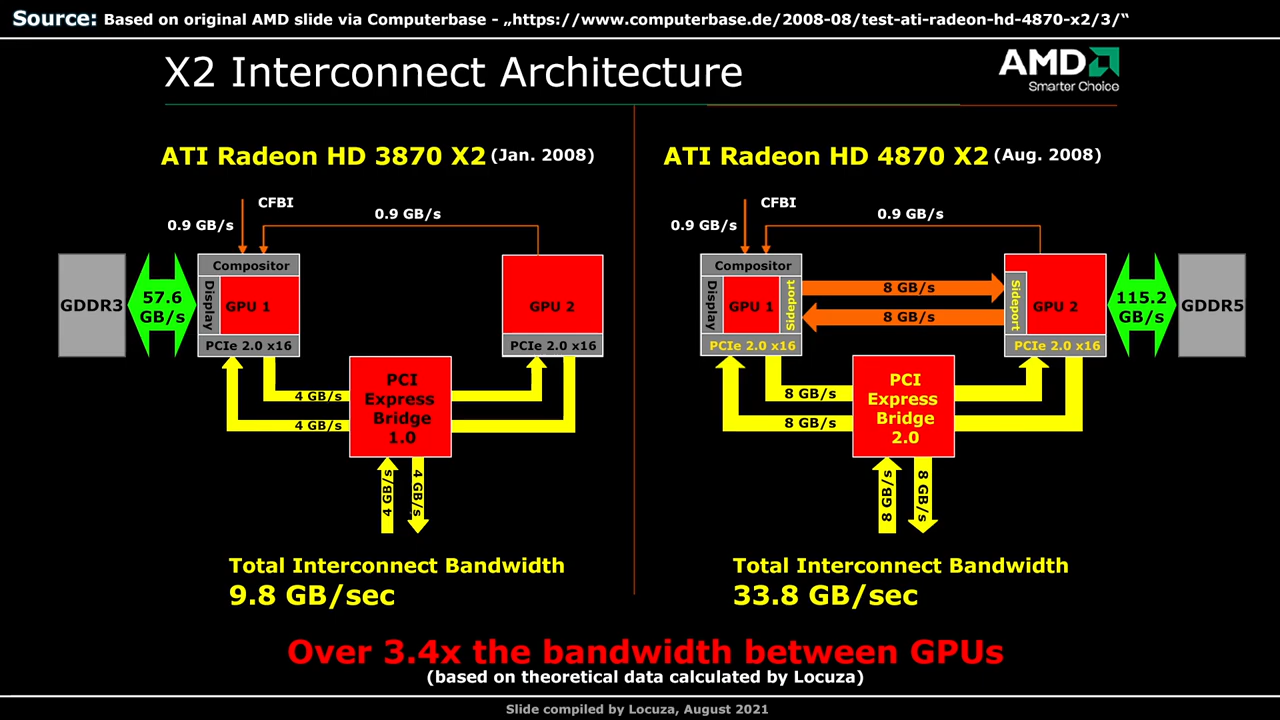 Source: Based on original AMD slide via Computerbase - „https://www.computerbase.de/2008-08/test-ati-radeon-hd-4870-x2/3/“
X2 Interconnect Architecture
AMD
Smarter Choice
ATI Radeon HD 3870 X2 (Jan. 2008)
CFBI
0.9 GB/s
0.9 GB/s
Compositor
Display
GPU 1
GPU 2
GDDR3
57.6
GB/s
PCIe 2.0 x16
PCIe 2.0 x16
4 GB/s
4 GB/s
PCI
Express
Bridge
1.0
4 GB/s
4 GB/s
Total Interconnect Bandwidth
9.8 GB/sec
ATI Radeon HD 4870 X2 (Aug. 2008)
CFBI
0.9 GB/s
0.9 GB/s
Compositor
Display
GPU 1
Sideport
8 GB/s
8 GB/s
Sideport
GPU 2
115.2
GB/s
GDDR5
PCIe 2.0 x16
PCIe 2.0 x16
8 GB/s
8 GB/s
PCI
Express
Bridge
2.0
8 GB/s
8 GB/s
Total Interconnect Bandwidth
33.8 GB/sec
Over 3.4x the bandwidth between GPUs
(based on theoretical data calculated by Locuza)
Slide compiled by Locuza, August 2021